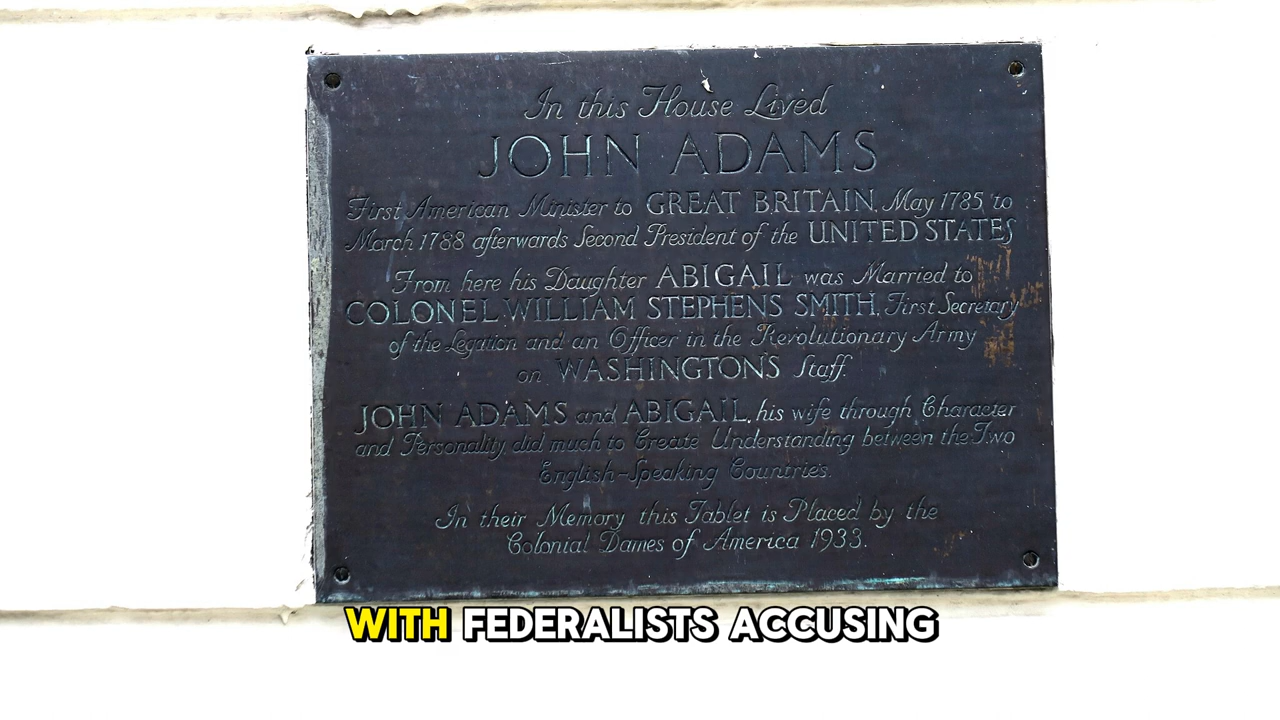 In this House Lived
JOHN ADAMS
First American Minister to GREAT BRITAIN, May 1785, to
March 1788 afterwards Second President of the UNITED STATES
From here his Daughter ABIGAIL was Married to
COLONEL WILLIAM STEPHENS SMITH, First Secretary
of the Legation and an Officer in the Revolutionary Army
on WASHINGTON'S Staff.
JOHN ADAMS and ABIGAIL, his wife through Character
and Personality did much to Create Understanding between the Two
English-Speaking Countries.
In their Memory this Tablet is Placed by the
Colonial Dames of America 1933.
WITH FEDERALISTS ACCUSING